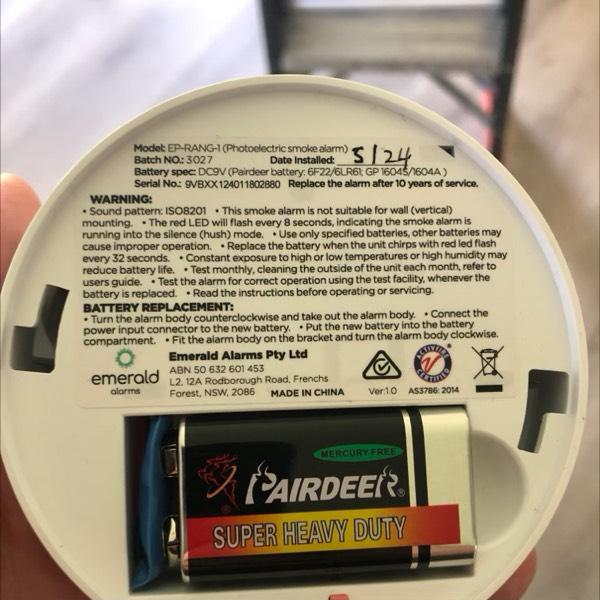 Model: EP-RANG-1 (Photoelectric smoke alarm)
Batch NO.: 3027 Date Installed: 5/24
Battery spec: DC9V (Pairdeer battery: 6F22/6LR61; GP 1604S/1604A )
Serial No.: 9VBXX124011802880 Replace the alarm after 10 years of service.
WARNING:
• Sound pattern: ISO8201 • This smoke alarm is not suitable for wall (vertical)
mounting. • The red LED will flash every 8 seconds, indicating the smoke alarm is
running into the silence (hush) mode. • Use only specified batteries, other batteries may
cause improper operation. • Replace the battery when the unit chirps with red led flash
every 32 seconds. • Constant exposure to high or low temperatures or high humidity may
reduce battery life. • Test monthly, cleaning the outside of the unit each month, refer to
users guide. • Test the alarm for correct operation using the test facility, whenever the
battery is replaced. • Read the instructions before operating or servicing.
BATTERY REPLACEMENT:
• Turn the alarm body counterclockwise and take out the alarm body. • Connect the
power input connector to the new battery. • Put the new battery into the battery
compartment. • Fit the alarm body on the bracket and turn the alarm body clockwise.
emerald
alarms
Emerald Alarms Pty Ltd
ABN 50 632 601 453
L2, 12A Rodborough Road, Frenchs
Forest, NSW, 2086 MADE IN CHINA Ver:1.0
ACTIVFIRE
CERTIFIED
AS3786: 2014
MERCURY FREE
PAIRDEER®
SUPER HEAVY DUTY